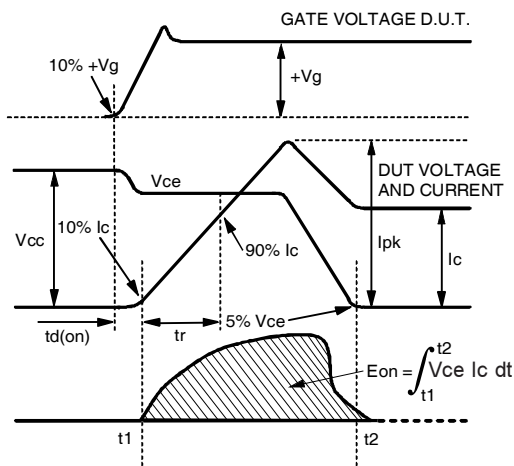 GATE VOLTAGE D.U.T.
10% +Vg
+Vg
Vce
DUT VOLTAGE
AND CURRENT
Vcc
10% Ic
90% Ic
Ipk
Ic
td(on)
tr
5% Vce
Eon = ∫ Vce Ic dt
t2
t1
t1
t2